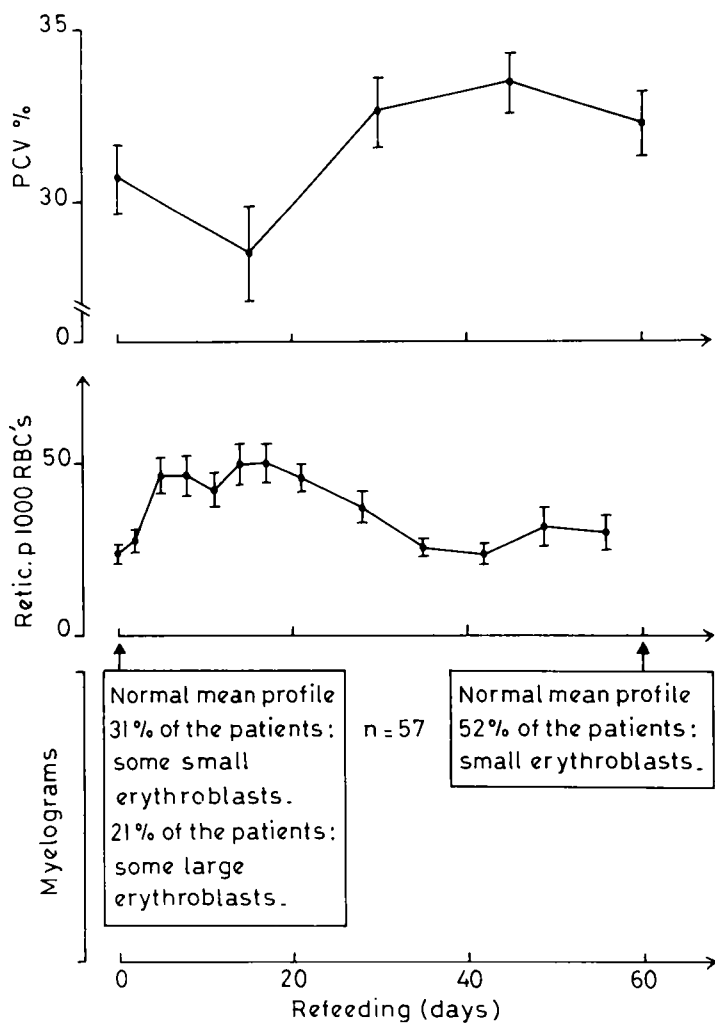 35
PCV %
30
0
Retic. p 1000 RBC's
50
0
Myelograms
Normal mean profile
31% of the patients:
some small
erythroblasts.
21% of the patients:
some large
erythroblasts.
n=57
Normal mean profile
52% of the patients:
small erythroblasts.
0 20 40 60
Refeeding (days)